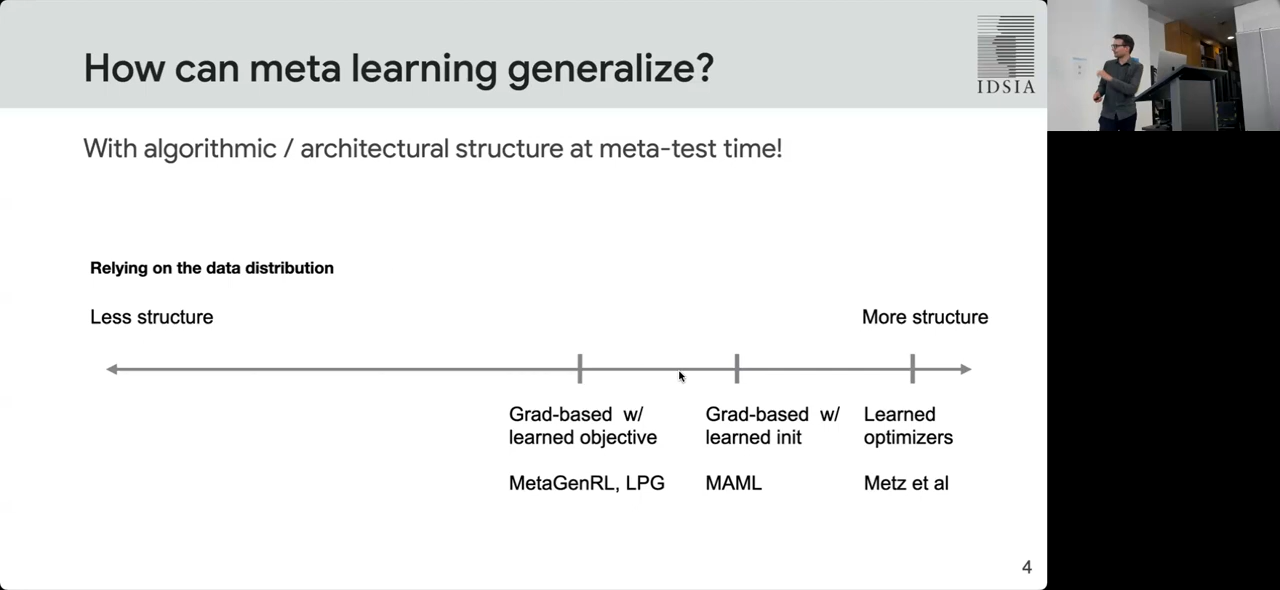 How can meta learning generalize?
IDSIA
With algorithmic / architectural structure at meta-test time!
Relying on the data distribution
Less structure
More structure
Grad-based w/
learned objective
Grad-based w/
learned init
Learned
optimizers
MetaGenRL, LPG
MAML
Metz et al
4